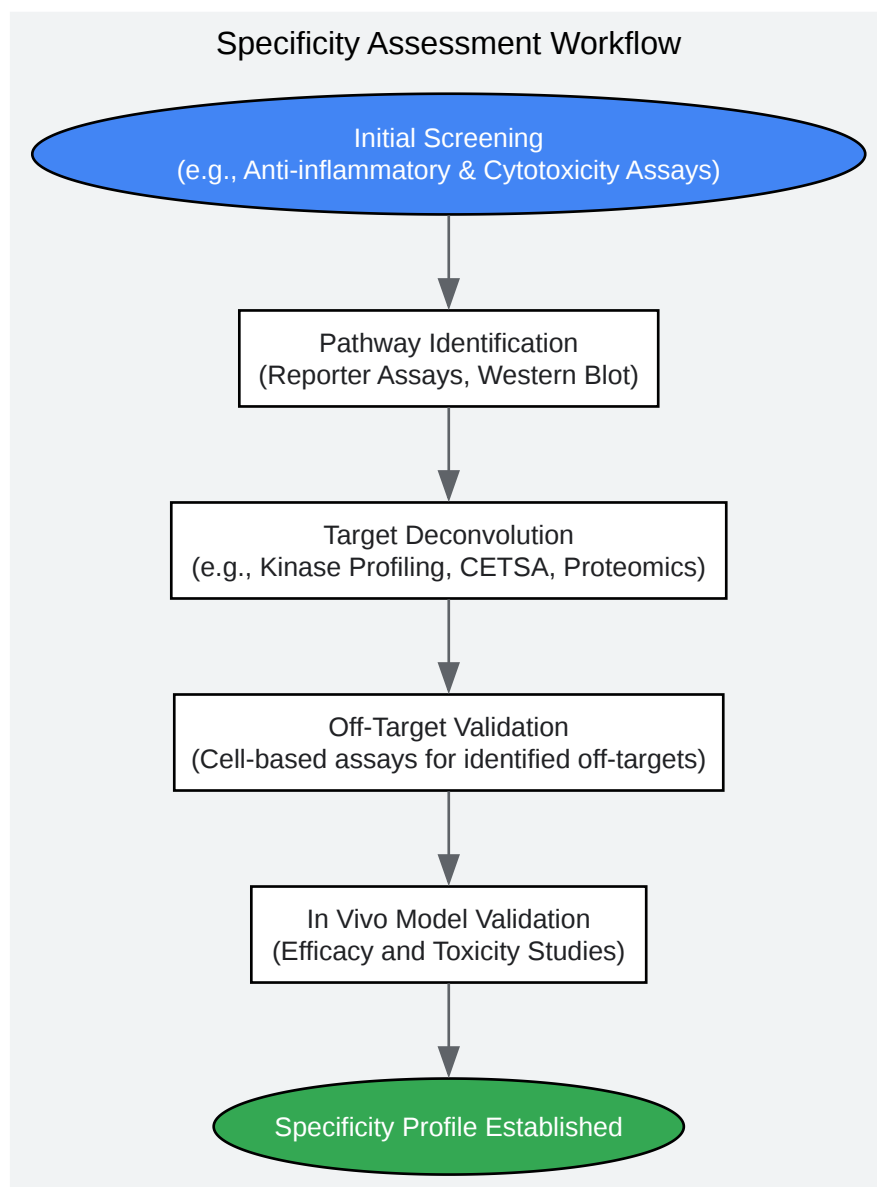 Specificity Assessment Workflow
Initial Screening
(e.g., Anti-inflammatory & Cytotoxicity Assays)
Pathway Identification
(Reporter Assays, Western Blot)
Target Deconvolution
(e.g., Kinase Profiling, CETSA, Proteomics)
Off-Target Validation
(Cell-based assays for identified off-targets)
In Vivo Model Validation
(Efficacy and Toxicity Studies)
Specificity Profile Established